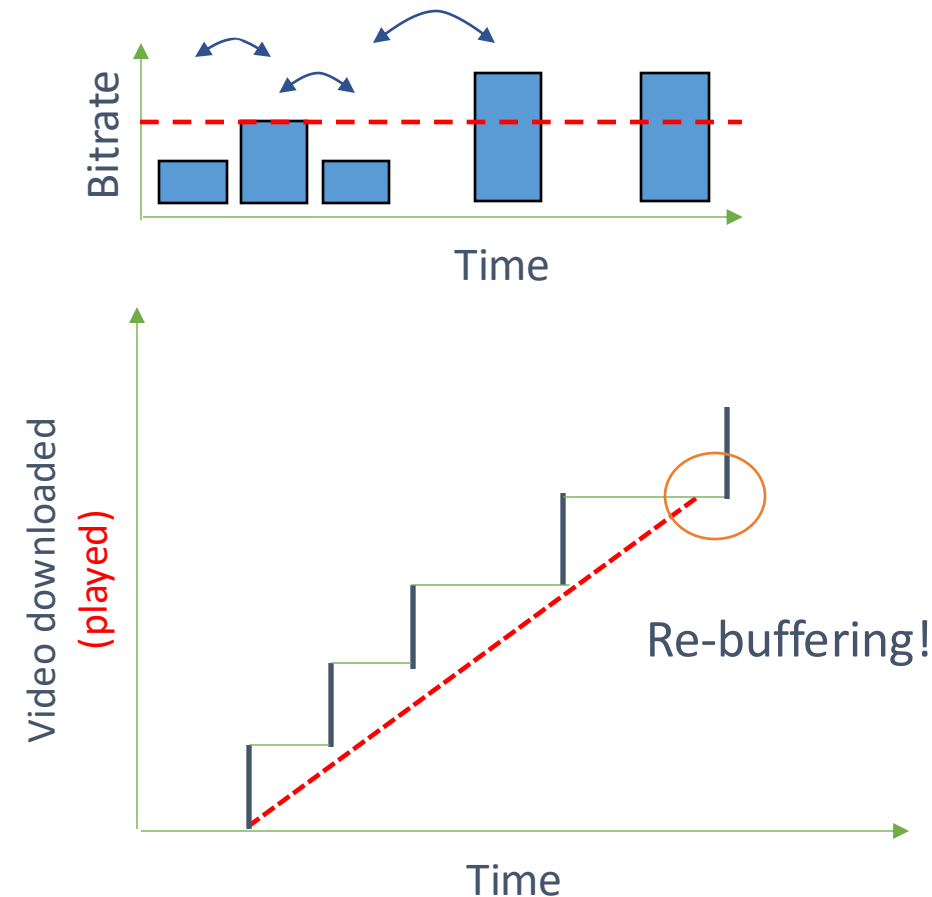 Bitrate
Time
Video downloaded
(played)
Re-buffering!
Time